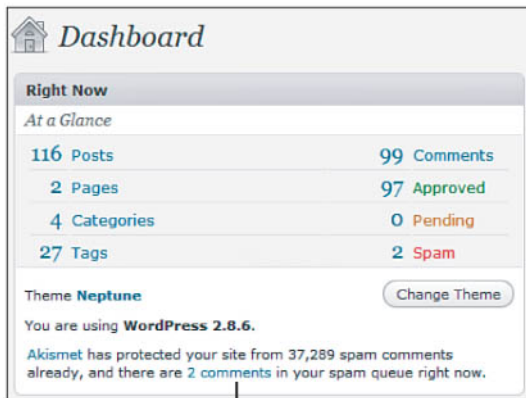 Dashboard
Right Now
At a Glance
116 Posts 99 Comments
2 Pages 97 Approved
4 Categories 0 Pending
27 Tags 2 Spam
Theme Neptune Change Theme
You are using WordPress 2.8.6.
Akismet has protected your site from 37,289 spam comments
already, and there are 2 comments in your spam queue right now.